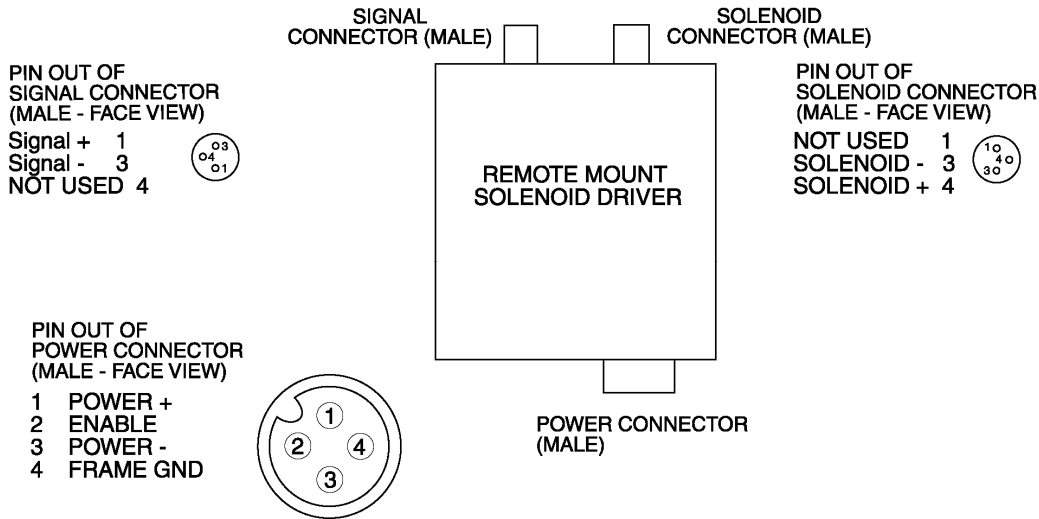 SIGNAL
CONNECTOR (MALE)
SOLENOID
CONNECTOR (MALE)
PIN OUT OF
SIGNAL CONNECTOR
(MALE - FACE VIEW)
Signal + 1
Signal - 3
NOT USED 4
3
4
1
REMOTE MOUNT
SOLENOID DRIVER
PIN OUT OF
SOLENOID CONNECTOR
(MALE - FACE VIEW)
NOT USED 1
SOLENOID - 3
SOLENOID + 4
1
4
3
PIN OUT OF
POWER CONNECTOR
(MALE - FACE VIEW)
1 POWER +
2 ENABLE
3 POWER -
4 FRAME GND
1
2 4
3
POWER CONNECTOR
(MALE)